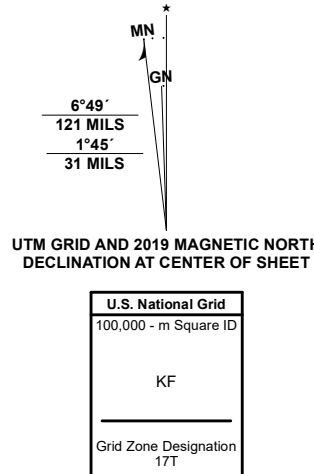 ★
MN
GN
6°49´
121 MILS
1°45´
31 MILS
UTM GRID AND 2019 MAGNETIC NORTH
DECLINATION AT CENTER OF SHEET
U.S. National Grid
100,000 - m Square ID
KF
Grid Zone Designation
17T